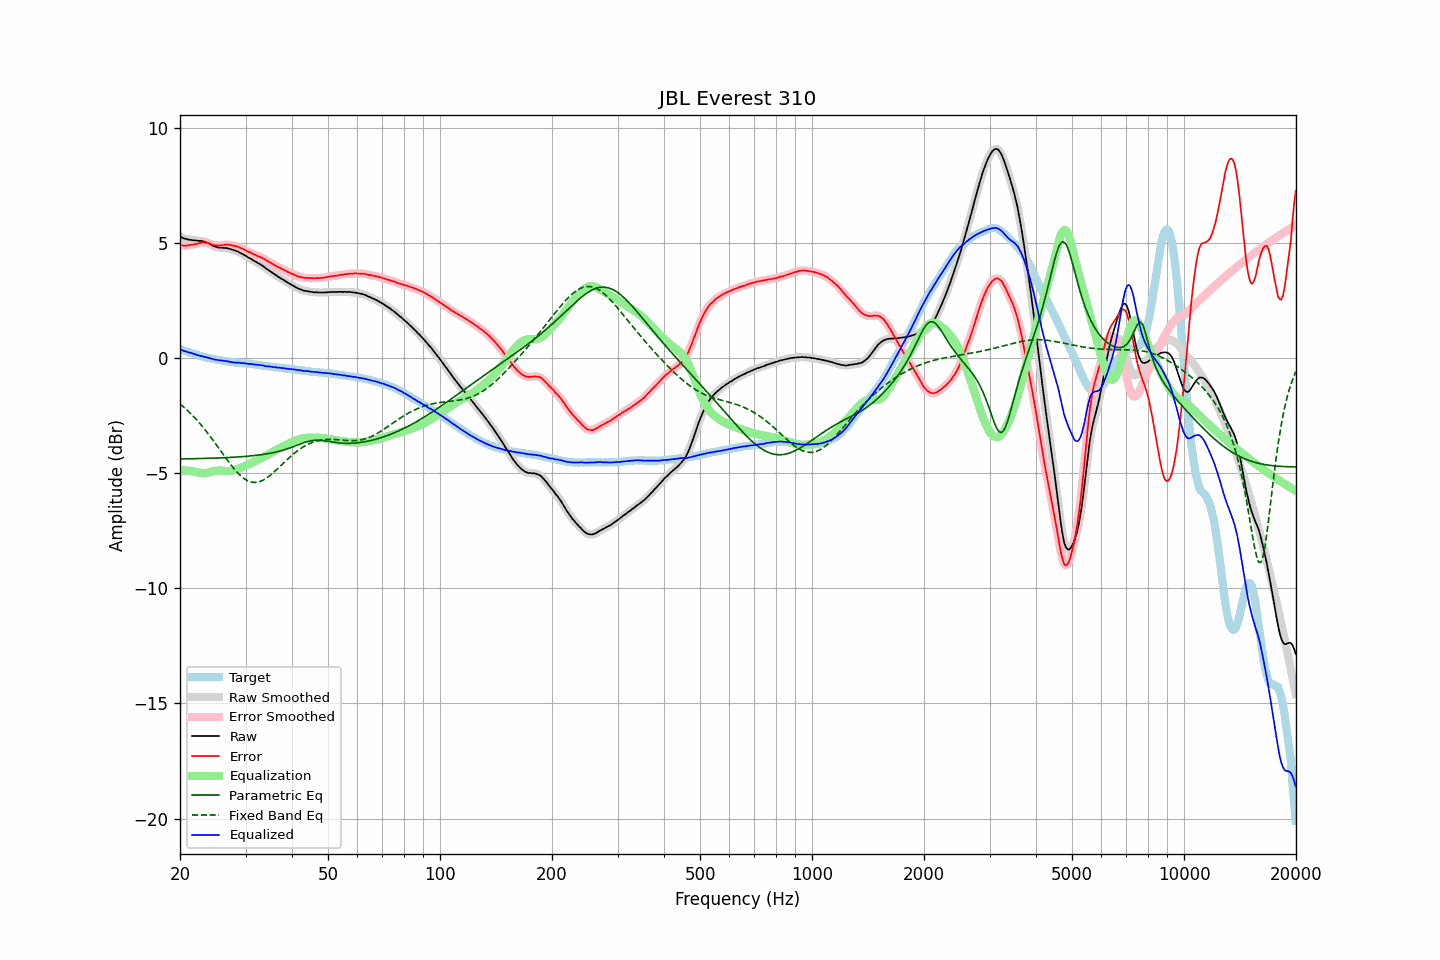 JBL Everest 310
Amplitude (dBr)
10
5
0
−5
−10
−15
−20
Target
Raw Smoothed
Error Smoothed
Raw
Error
Equalization
Parametric Eq
Fixed Band Eq
Equalized
20 50 100 200 500 1000 2000 5000 10000 20000
Frequency (Hz)